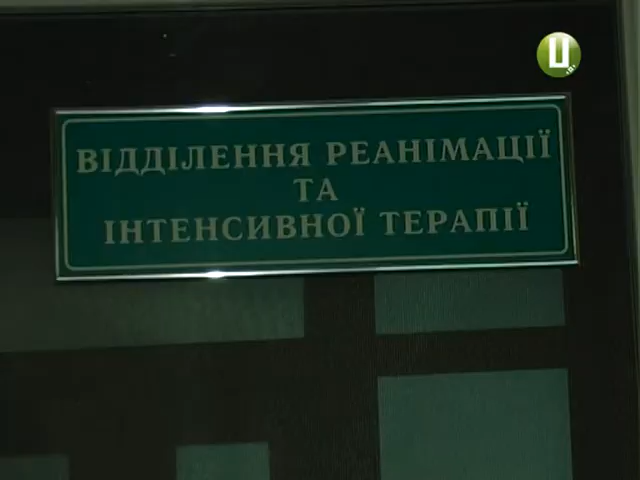 ВІДДІЛЕННЯ РЕАНІМАЦІЇ
ТА
ІНТЕНСИВНОЇ ТЕРАПІЇ
Ц